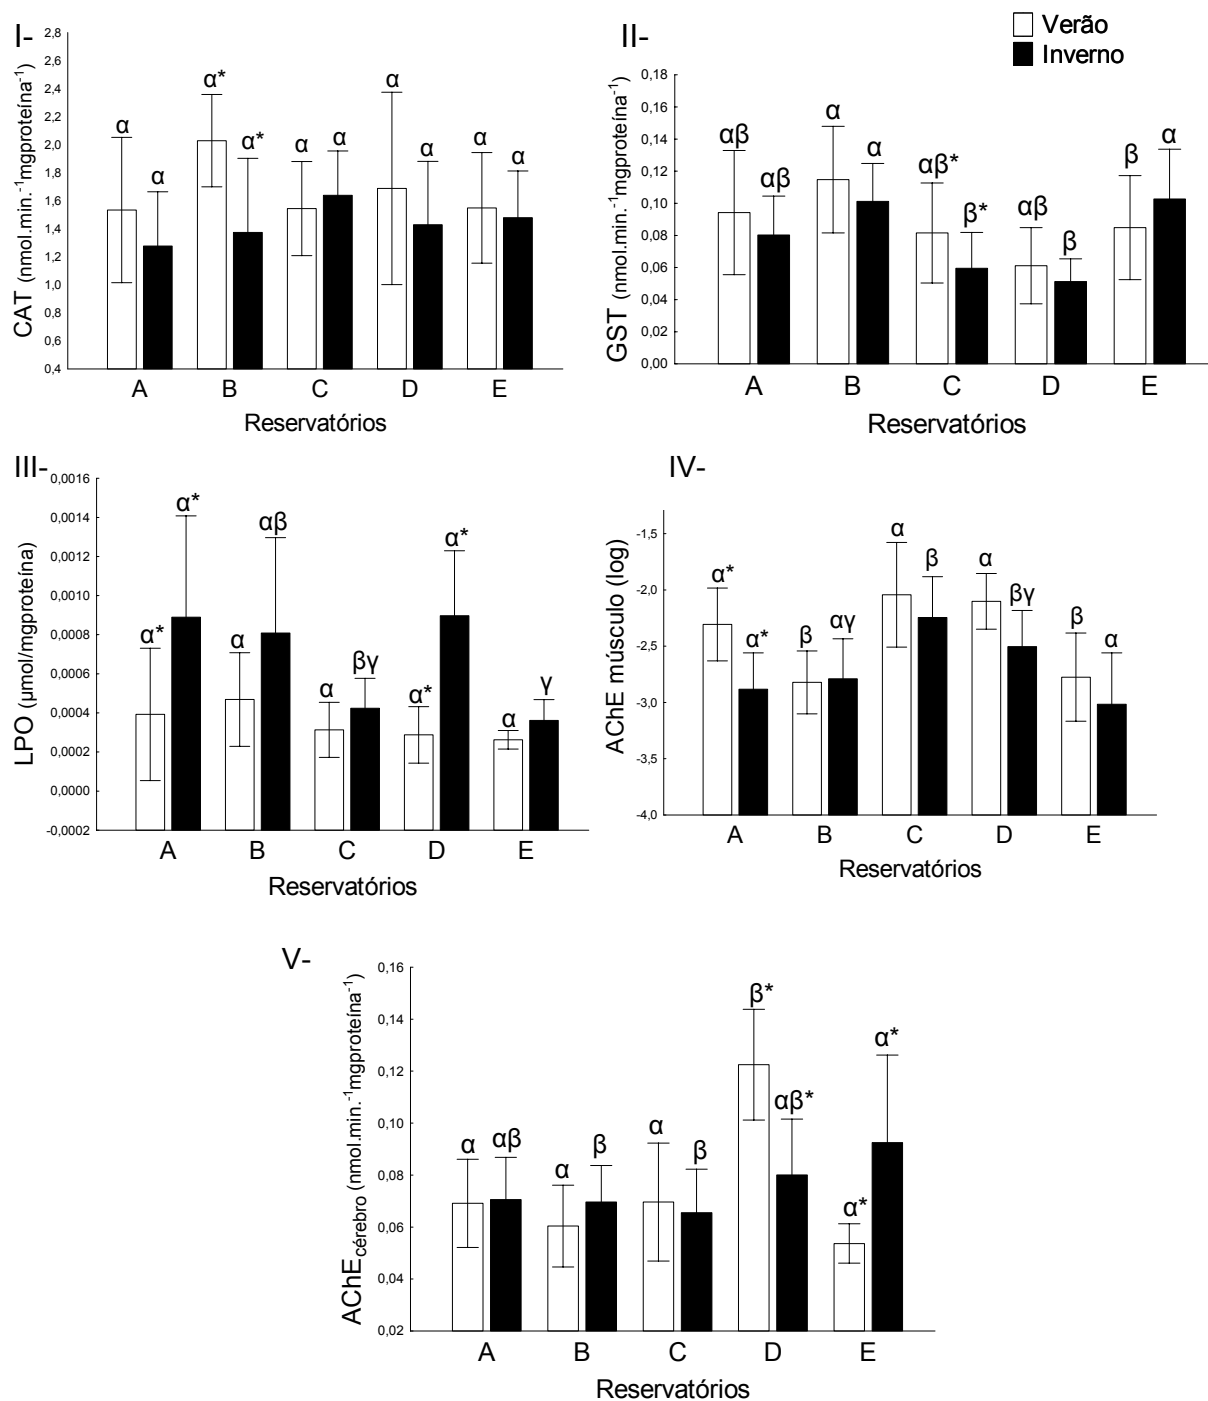 I-
CAT (nmol.min.-1mgproteína-1)
2,8
2,6
2,4
2,2
2,0
1,8
1,6
1,4
1,2
1,0
0,8
0,6
0,4
α α α* α* α α α α α α
A B C D E
Reservatórios
II-
Verão
Inverno
GST (nmol.min.-1mgproteína-1)
0,18
0,16
0,14
0,12
0,10
0,08
0,06
0,04
0,02
0,00
αβ αβ α α αβ* β* αβ β β α
A B C D E
Reservatórios
III-
LPO (μmol/mgproteína)
0,0016
0,0014
0,0012
0,0010
0,0008
0,0006
0,0004
0,0002
0,0000
-0,0002
α* α* α αβ α βγ α* α* α γ
A B C D E
Reservatórios
IV-
AChE músculo (log)
-1,5
-2,0
-2,5
-3,0
-3,5
-4,0
α* α* β αγ α β α βγ β α
A B C D E
Reservatórios
V-
AChEcérebro (nmol.min.-1mgproteína-1)
0,16
0,14
0,12
0,10
0,08
0,06
0,04
0,02
α αβ α β α β β* αβ* α* α*
A B C D E
Reservatórios